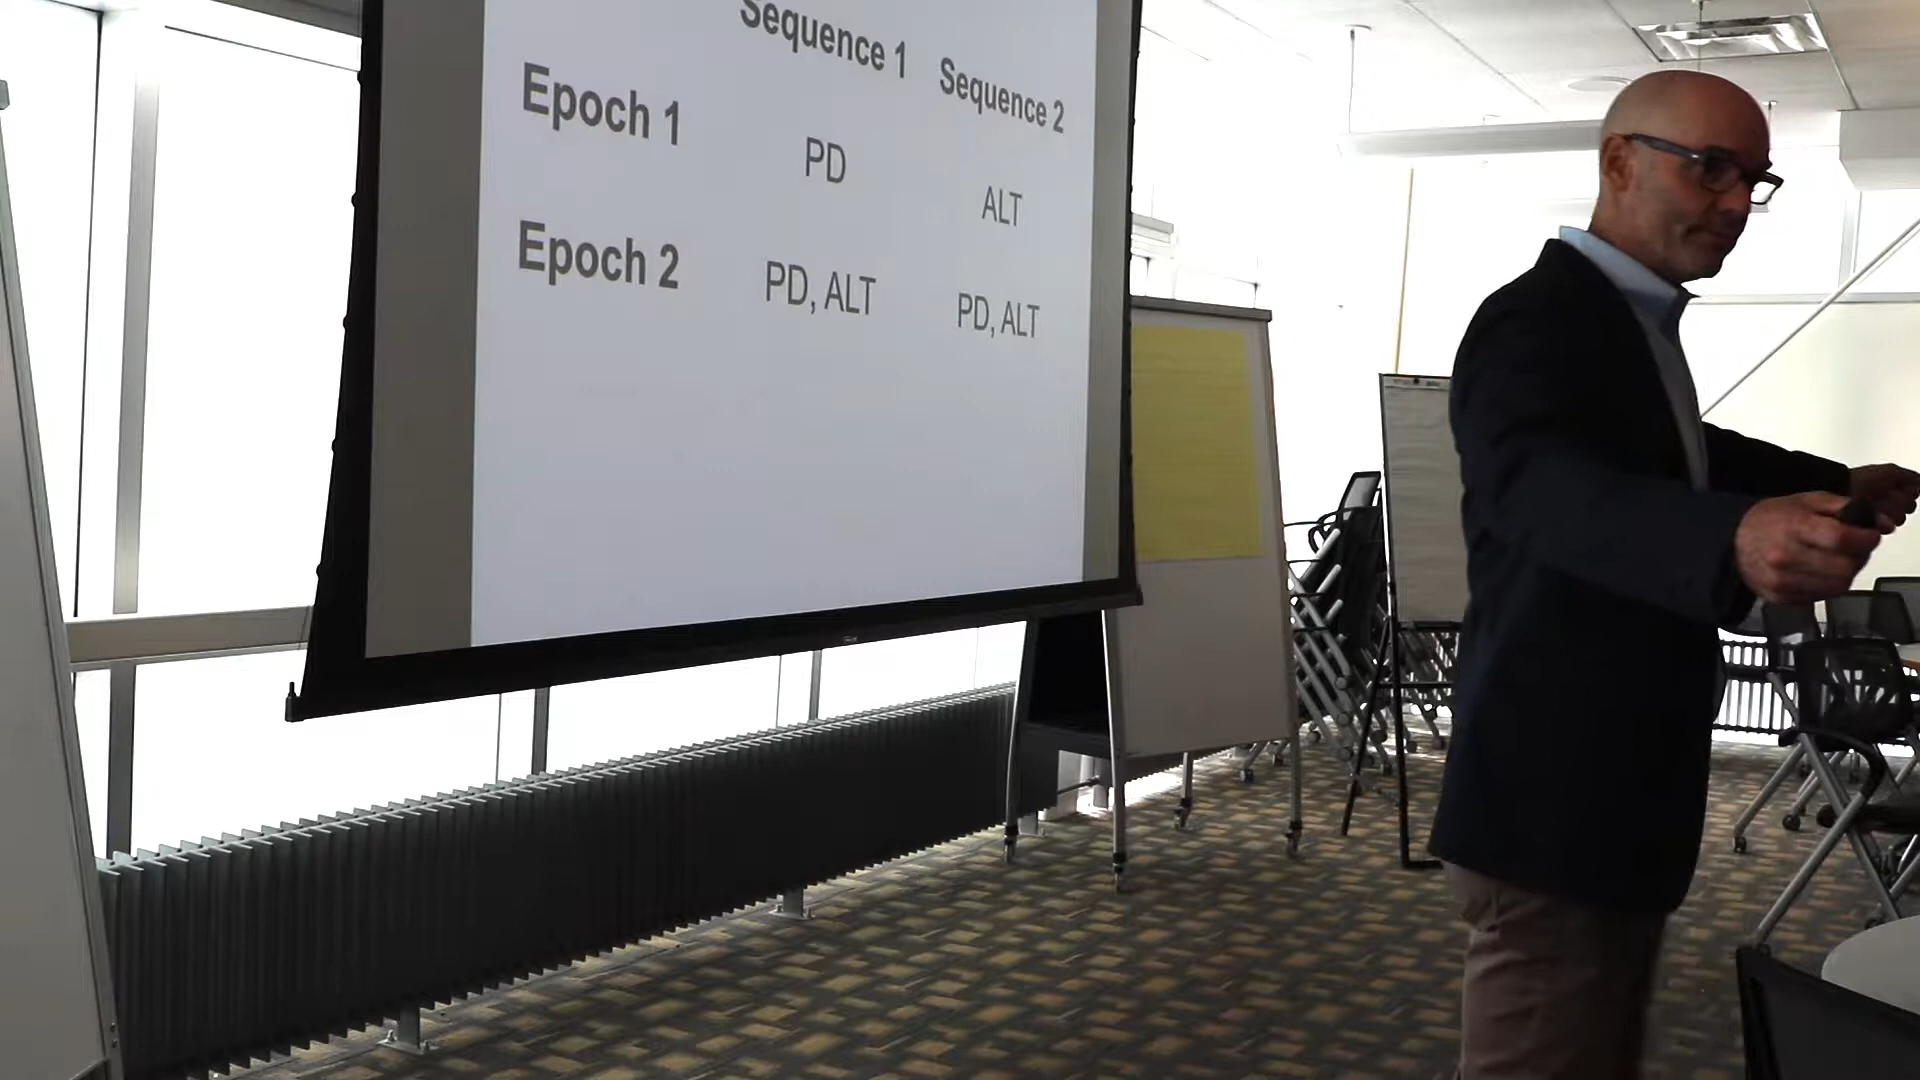 Sequence 1 Sequence 2
Epoch 1 PD ALT
Epoch 2 PD, ALT PD, ALT